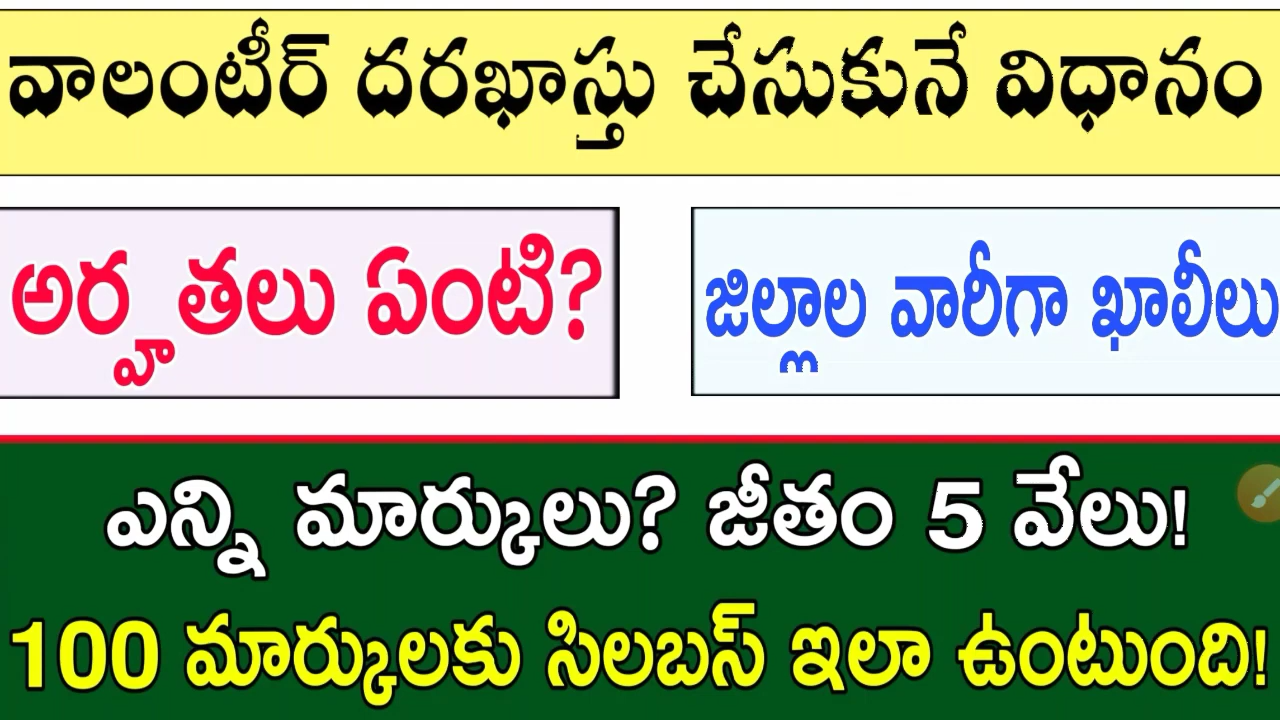 వాలంటీర్ దరఖాస్తు చేసుకునే విధానం
అర్హతలు ఏంటి?
జిల్లాల వారీగా ఖాళీలు
ఎన్ని మార్కులు? జీతం 5 వేలు!
100 మార్కులకు సిలబస్ ఇలా ఉంటుంది!